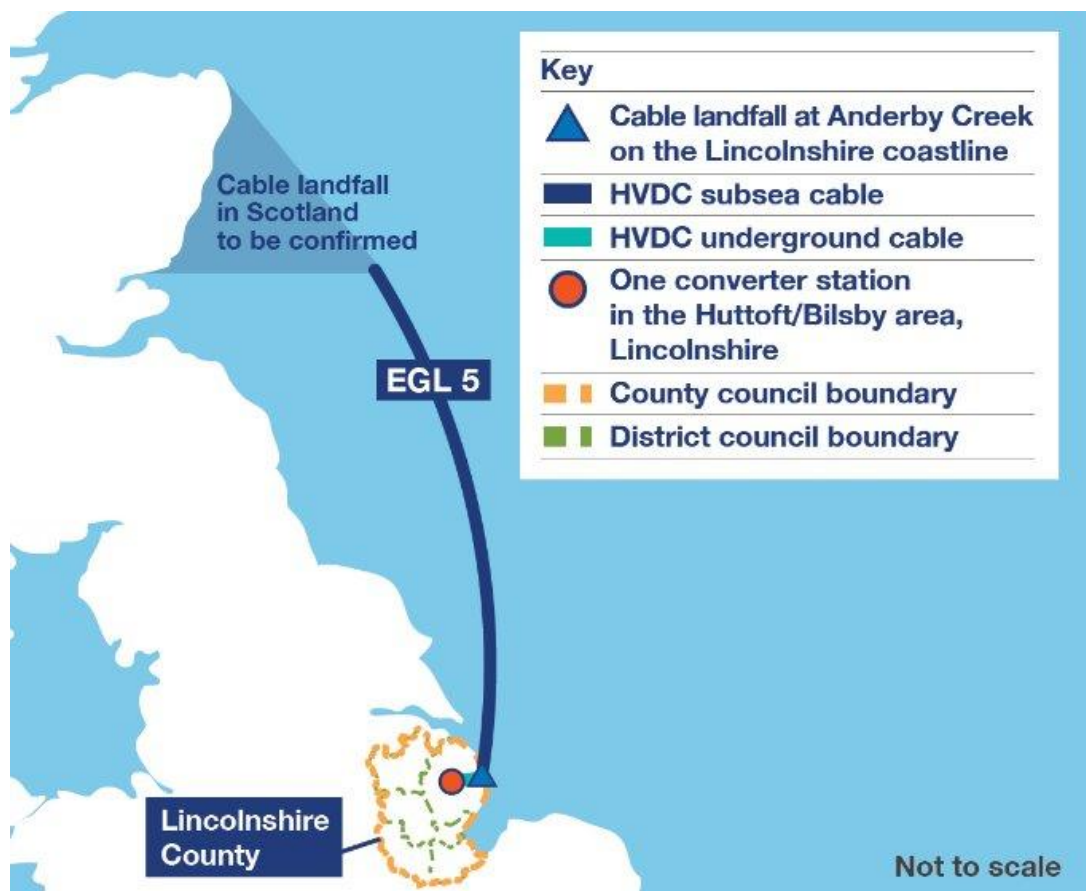 Key
Cable landfall at Anderby Creek
on the Lincolnshire coastline
HVDC subsea cable
HVDC underground cable
One converter station
in the Huttoft/Bilsby area,
Lincolnshire
County council boundary
District council boundary
Cable landfall
in Scotland
to be confirmed
EGL 5
Lincolnshire
County
Not to scale